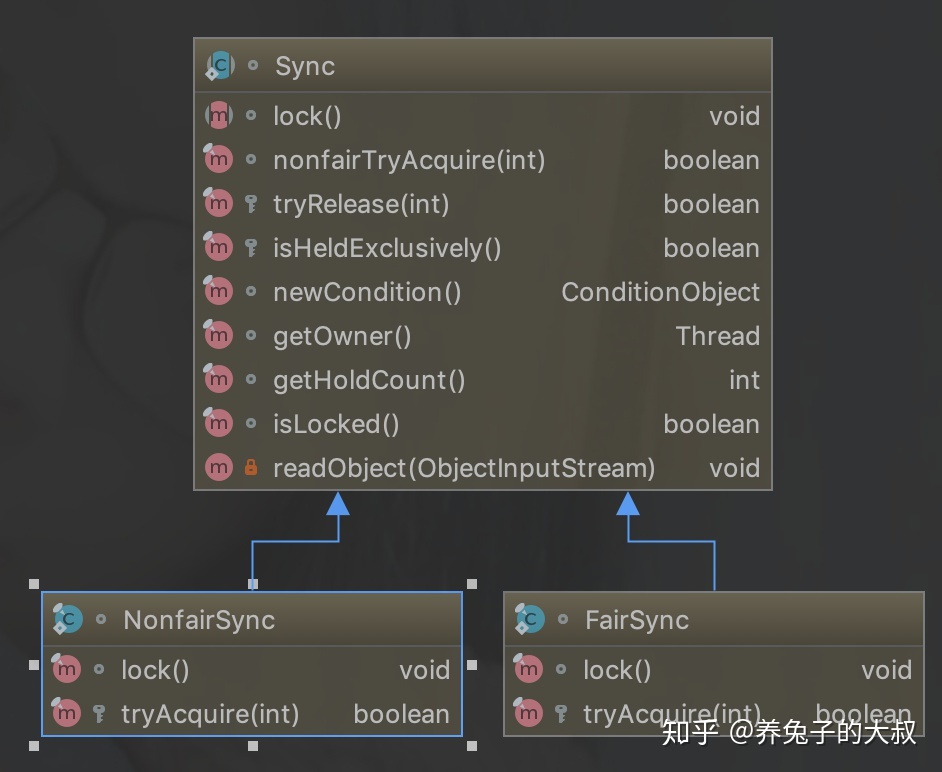 Sync
lock() void
nonfairTryAcquire(int) boolean
tryRelease(int) boolean
isHeldExclusively() boolean
newCondition() ConditionObject
getOwner() Thread
getHoldCount() int
isLocked() boolean
readObject(ObjectInputStream) void
NonfairSync
lock() void
tryAcquire(int) boolean
FairSync
lock() void
tryAcquire(int) boolean
知乎 @养兔子的大叔